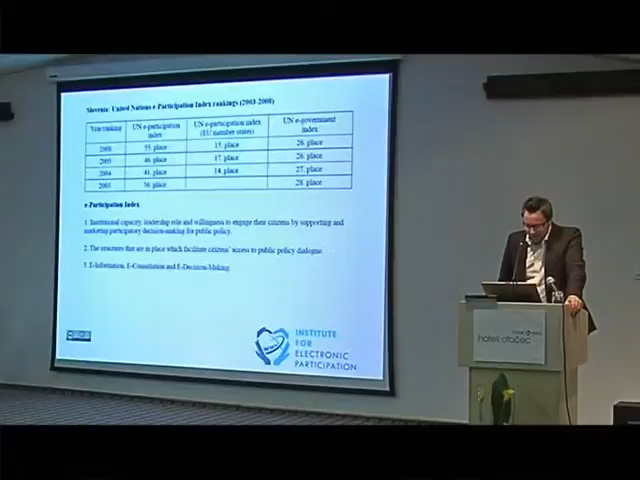 Slovenia: United Nations e-Participation Index rankings (2003-2008)
Year/ranking UN e-participation index UN e-participation index (EU member states) UN e-government index
2008 55. place 15. place 26. place
2005 46. place 17. place 26. place
2004 41. place 14. place 27. place
2003 36. place 28. place
e-Participation Index
1. Institutional capacity, leadership role and willingness to engage their citizens by supporting and
marketing participatory decision-making for public policy.
2. The structures that are in place which facilitate citizens' access to public policy dialogue.
3. E-Information, E-Consultation and E-Decision-Making
INSTITUTE
FOR
ELECTRONIC
PARTICIPATION
hoteli otočec